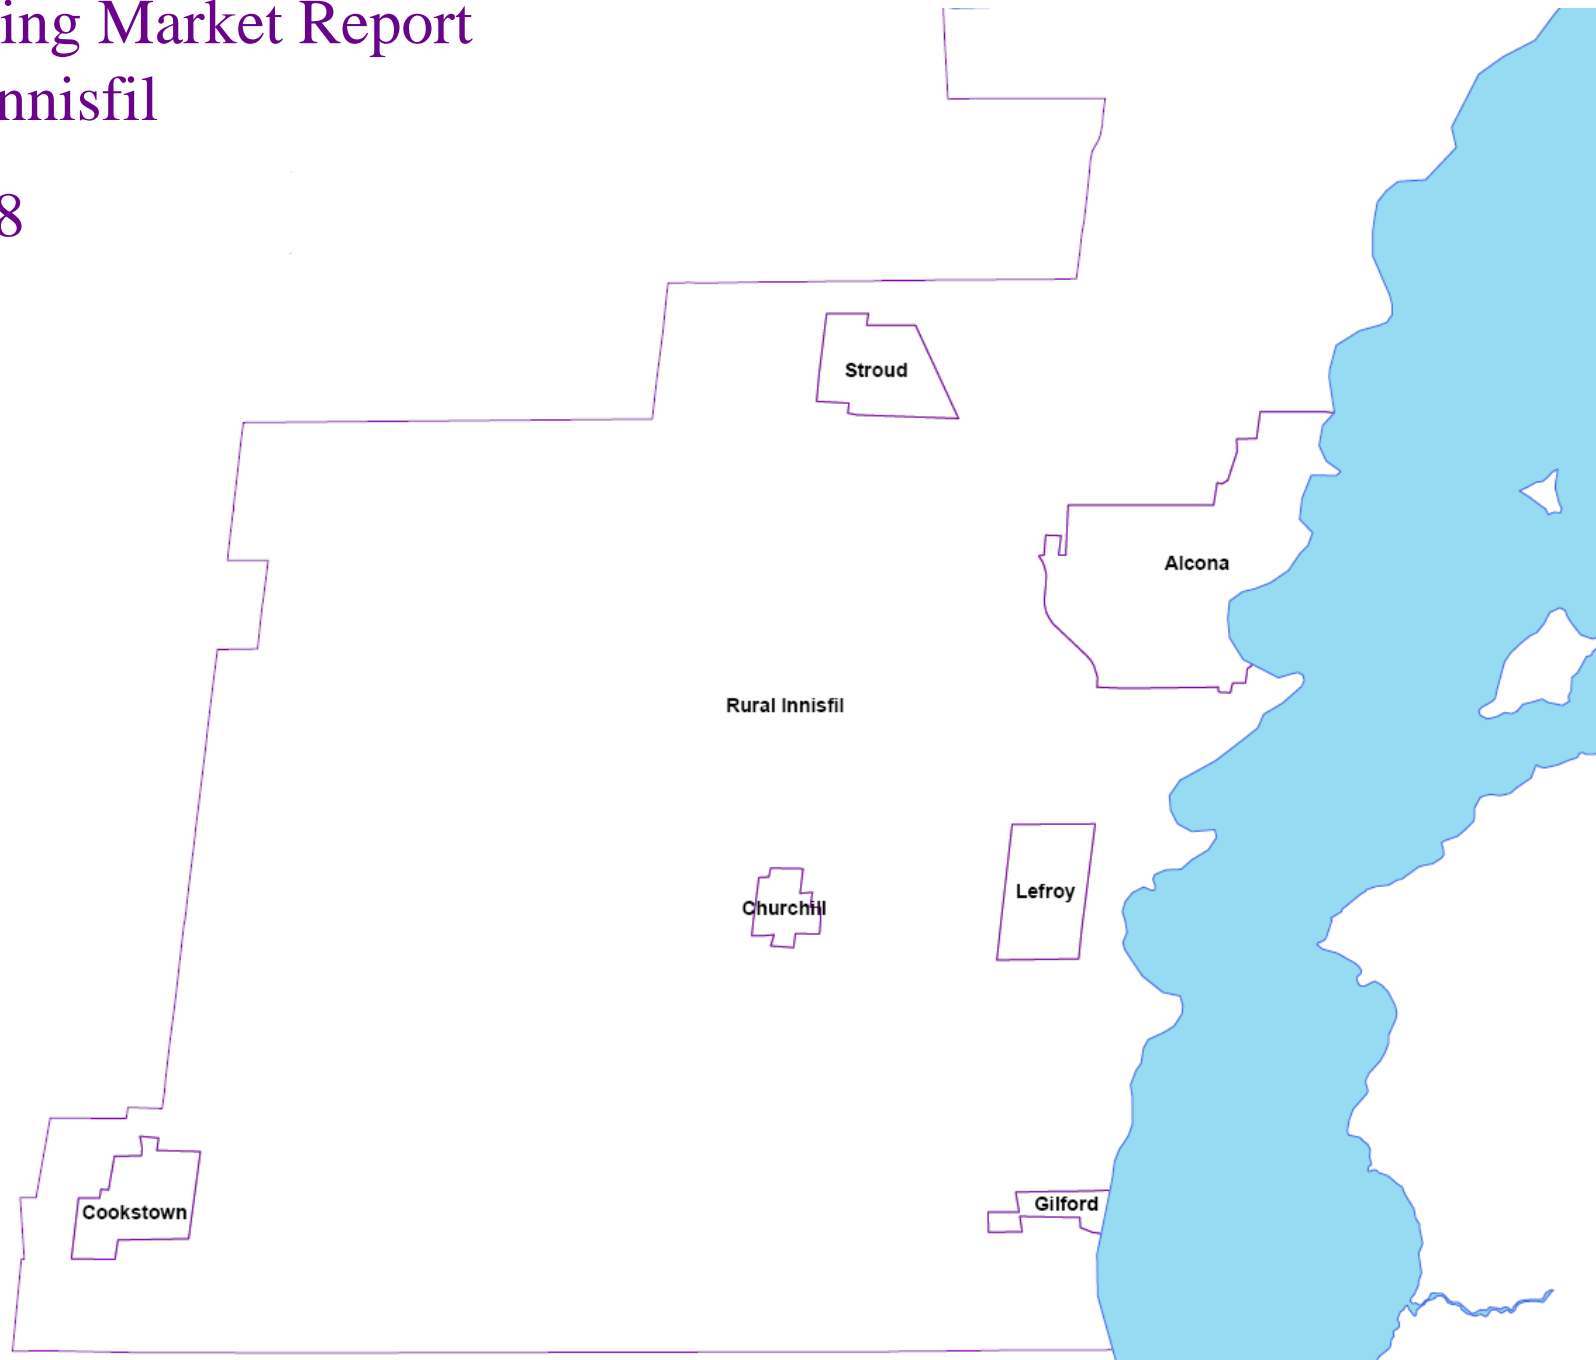 ing Market Report
nnisfil
8
Stroud
Alcona
Rural Innisfil
Lefroy
Churchill
Gilford
Cookstown